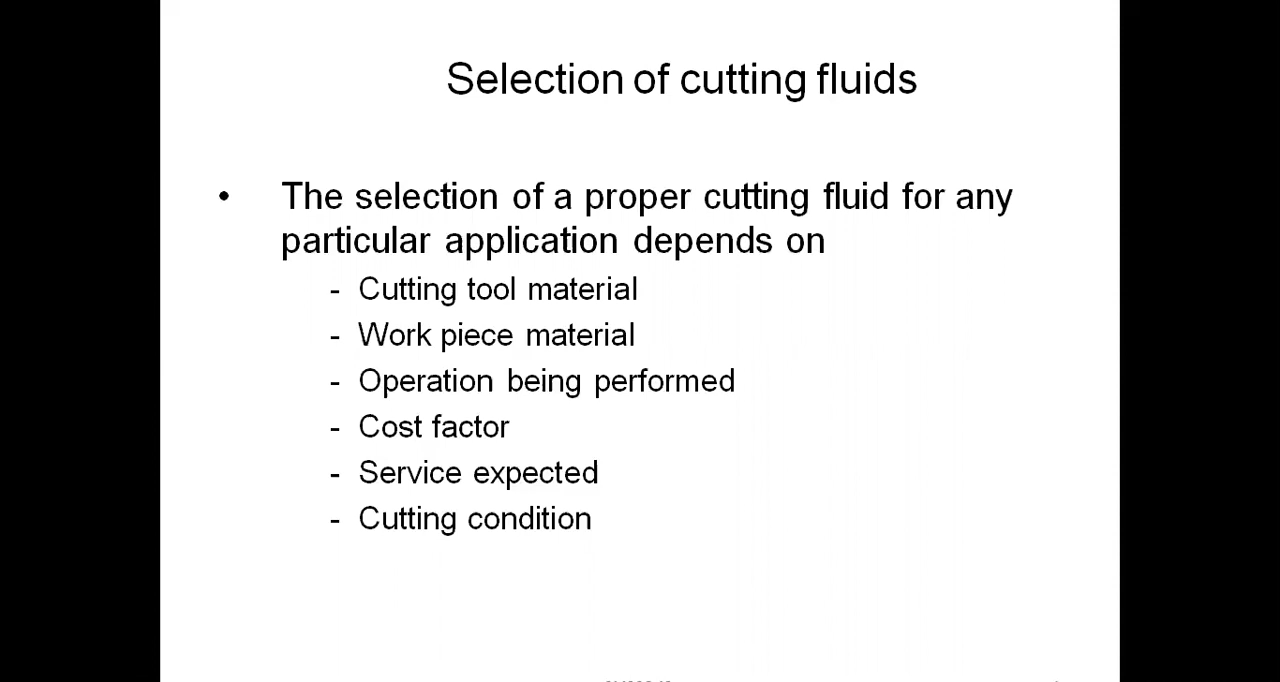 Selection of cutting fluids
• The selection of a proper cutting fluid for any
particular application depends on
- Cutting tool material
- Work piece material
- Operation being performed
- Cost factor
- Service expected
- Cutting condition